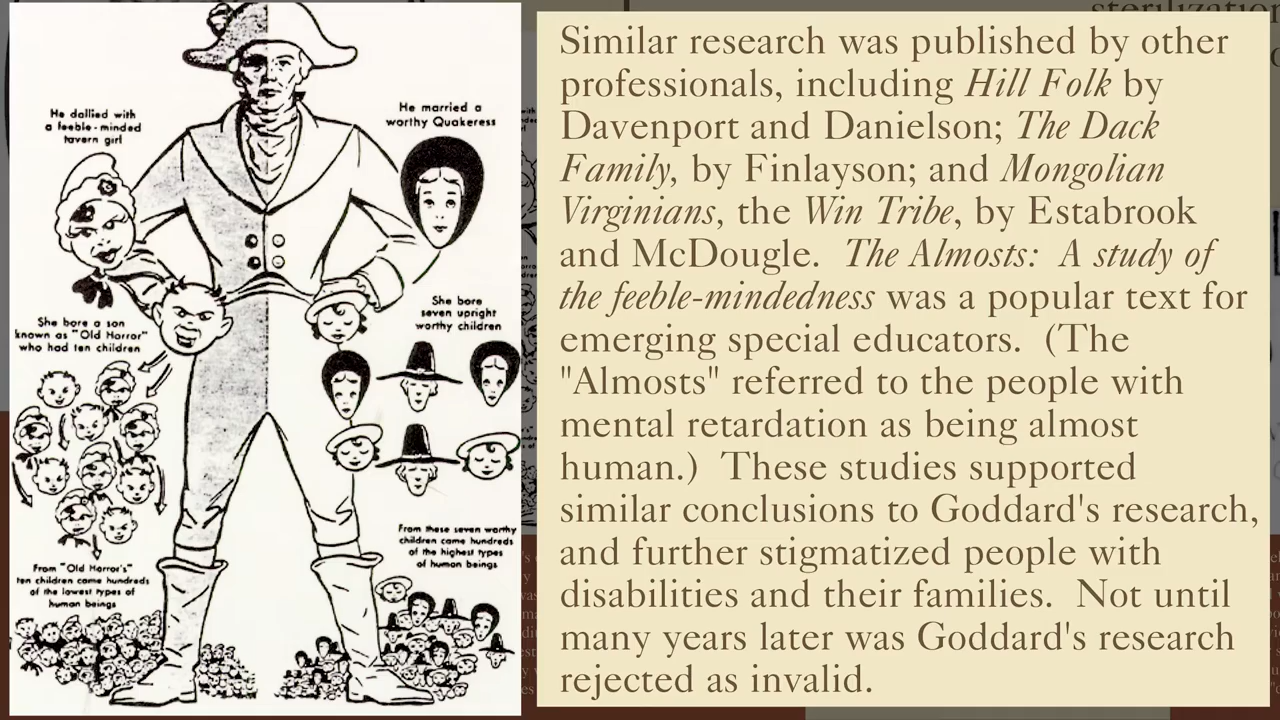 sterilization
He dallied with
a feeble-minded
tavern girl
He married a
worthy Quakeress
She bore a son
known as "Old Horror"
who had ten children
She bore
seven upright
worthy children
From "Old Horror's"
ten children came hundreds
of the lowest types of
human beings
From these seven worthy
children came hundreds
of the highest types
of human beings
Similar research was published by other
professionals, including Hill Folk by
Davenport and Danielson; The Dack
Family, by Finlayson; and Mongolian
Virginians, the Win Tribe, by Estabrook
and McDougle.  The Almosts:  A study of
the feeble-mindedness was a popular text for
emerging special educators.  (The
"Almosts" referred to the people with
mental retardation as being almost
human.)  These studies supported
similar conclusions to Goddard's research,
and further stigmatized people with
disabilities and their families.  Not until
many years later was Goddard's research
rejected as invalid.